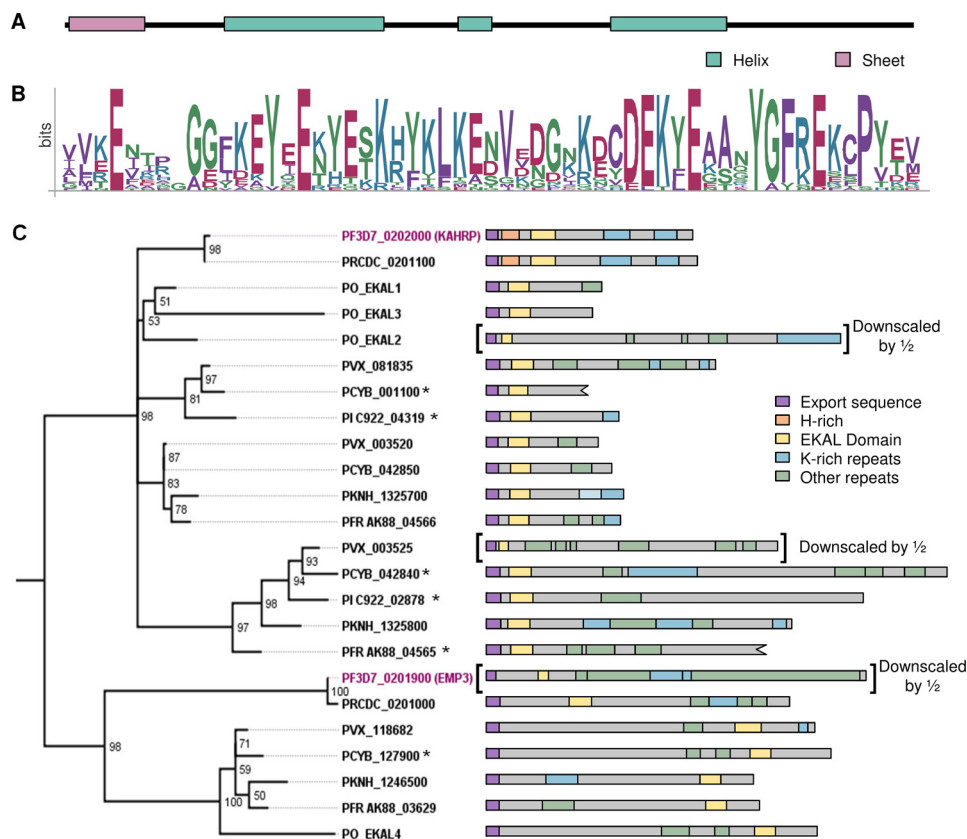 A
Helix
Sheet
B
bits
C
PF3D7_0202000 (KAHRP)
98
PRCDC_0201100
PO_EKAL1
51
PO_EKAL3
53
PO_EKAL2
Downscaled
by ½
PVX_081835
97
PCYB_001100 *
81
98
PI C922_04319 *
Export sequence
H-rich
EKAL Domain
K-rich repeats
Other repeats
PVX_003520
87
PCYB_042850
83
PKNH_1325700
78
PFR AK88_04566
PVX_003525
Downscaled by ½
93
PCYB_042840 *
94
PI C922_02878 *
98
PKNH_1325800
97
PFR AK88_04565 *
PF3D7_0201900 (EMP3)
Downscaled
by ½
100
PRCDC_0201000
PVX_118682
71
98
PCYB_127900 *
59
PKNH_1246500
50
100
PFR AK88_03629
PO_EKAL4